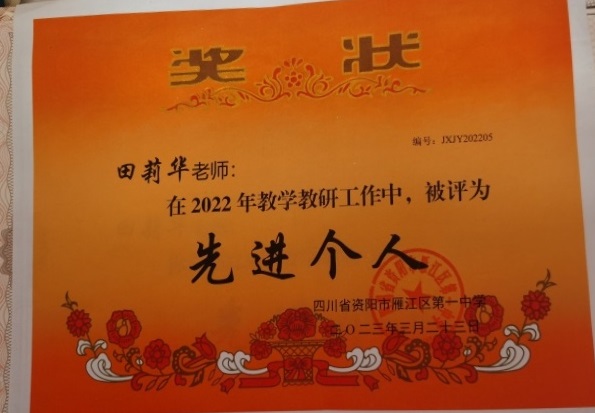 奖状
编号：JXJY202205
田莉华老师：
在2022年教学教研工作中，被评为
先进个人
四川省资阳市雁江区第一中学
二〇二三年三月二十三日